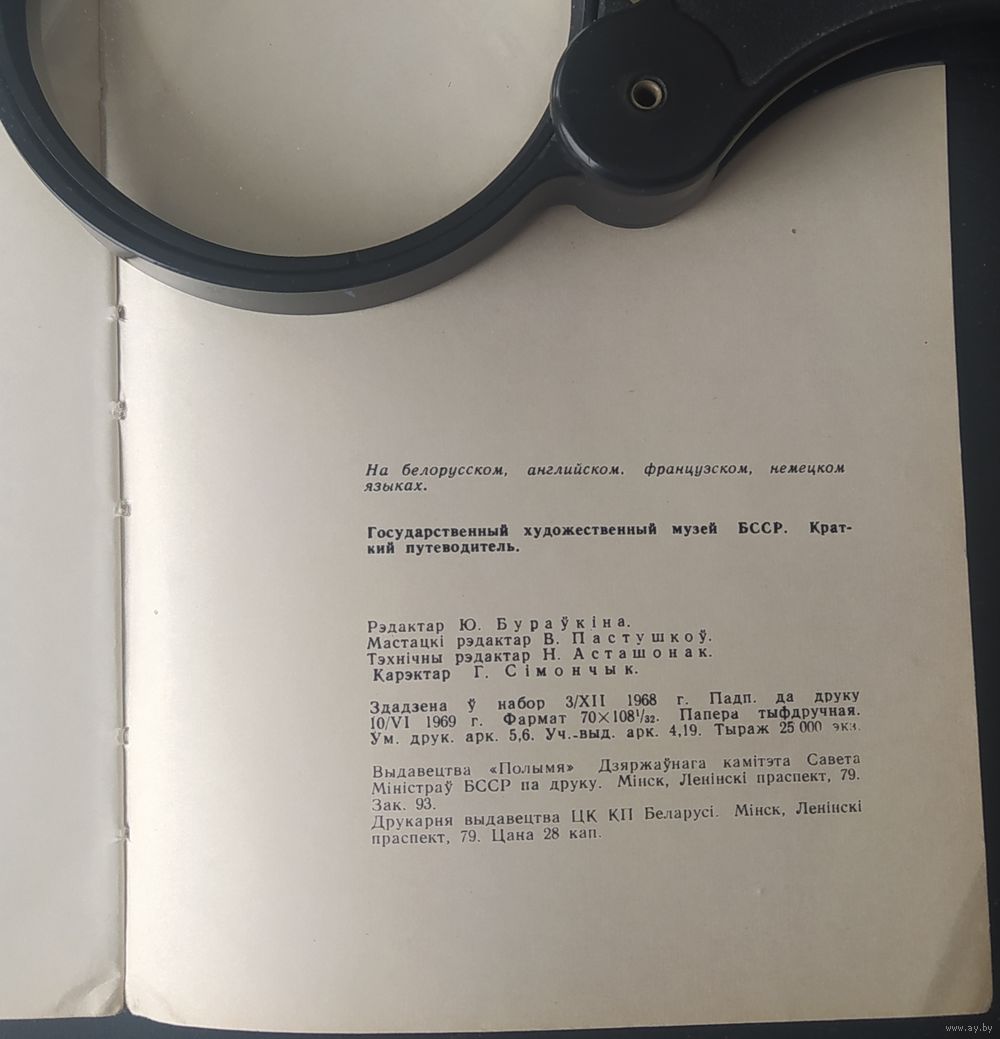 На белорусском, английском. французском, немецком
языках.
Государственный художественный музей БССР. Крат-
кий путеводитель.
Рэдактар Ю. Бураўкіна.
Мастацкі рэдактар В. Пастушкоў.
Тэхнічны рэдактар Н. Асташонак.
Карэктар Г. Сімончык.
Здадзена ў набор 3/XII 1968 г. Падп. да друку
10/VI 1969 г. Фармат 70×108¹/₃₂. Папера тыфдручная.
Ум. друк. арк. 5,6. Уч.-выд. арк. 4,19. Тыраж 25 000 экз.
Выдавецтва «Полымя» Дзяржаўнага камітэта Савета
Міністраў БССР па друку. Мінск, Ленінскі праспект, 79.
Зак. 93.
Друкарня выдавецтва ЦК КП Беларусі. Мінск, Ленінскі
праспект, 79. Цана 28 кап.
www.ay.by